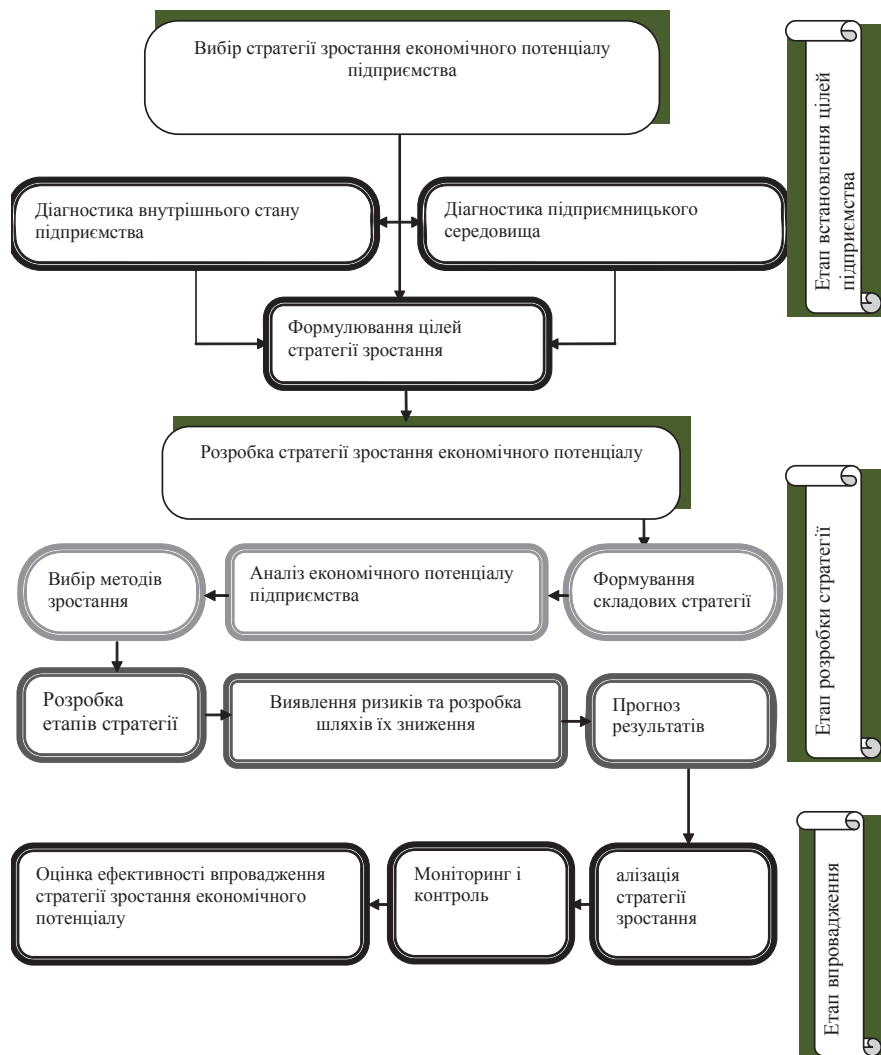 Вибір стратегії зростання економічного потенціалу
підприємства
Діагностика внутрішнього стану
підприємства
Діагностика підприємницького
середовища
Формулювання цілей
стратегії зростання
Етап встановлення цілей
підприємства
Розробка стратегії зростання економічного потенціалу
Вибір методів
зростання
Аналіз економічного потенціалу
підприємства
Формування
складових стратегії
Розробка
етапів стратегії
Виявлення ризиків та розробка
шляхів їх зниження
Прогноз
результатів
Етап розробки стратегії
Оцінка ефективності впровадження
стратегії зростання економічного
потенціалу
Моніторинг і
контроль
алізація
стратегії
зростання
Етап впровадження